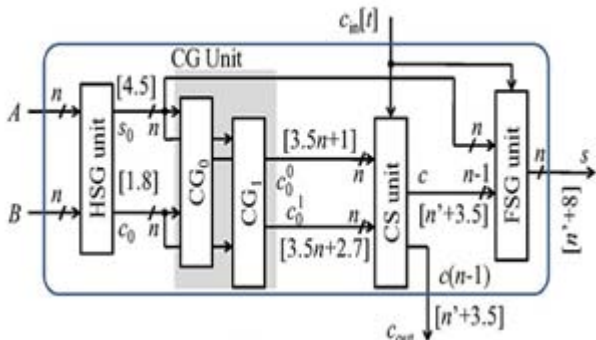 c_in[t]
CG Unit
n
[4.5]
A
s_0
n
n
[3.5n+1]
n
n
HSG unit
CG_0
CG_1
c_0^0
n
CS unit
c
n-1
FSG unit
s
[1.8]
c_0^1
n
[n'+3.5]
[n'+8]
B
n
c_0
n
[3.5n+2.7]
c(n-1)
[n'+3.5]
c_out